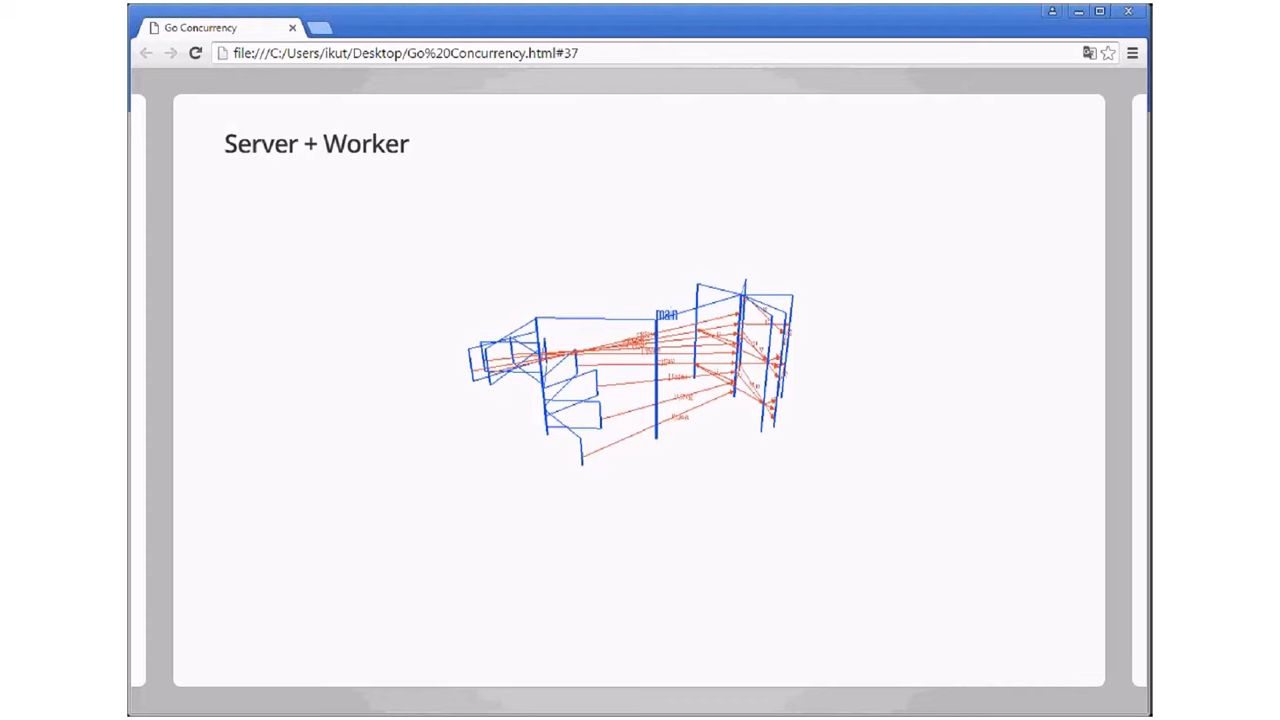 Go Concurrency
file:///C:/Users/ikut/Desktop/Go%20Concurrency.html#37
Server + Worker
main